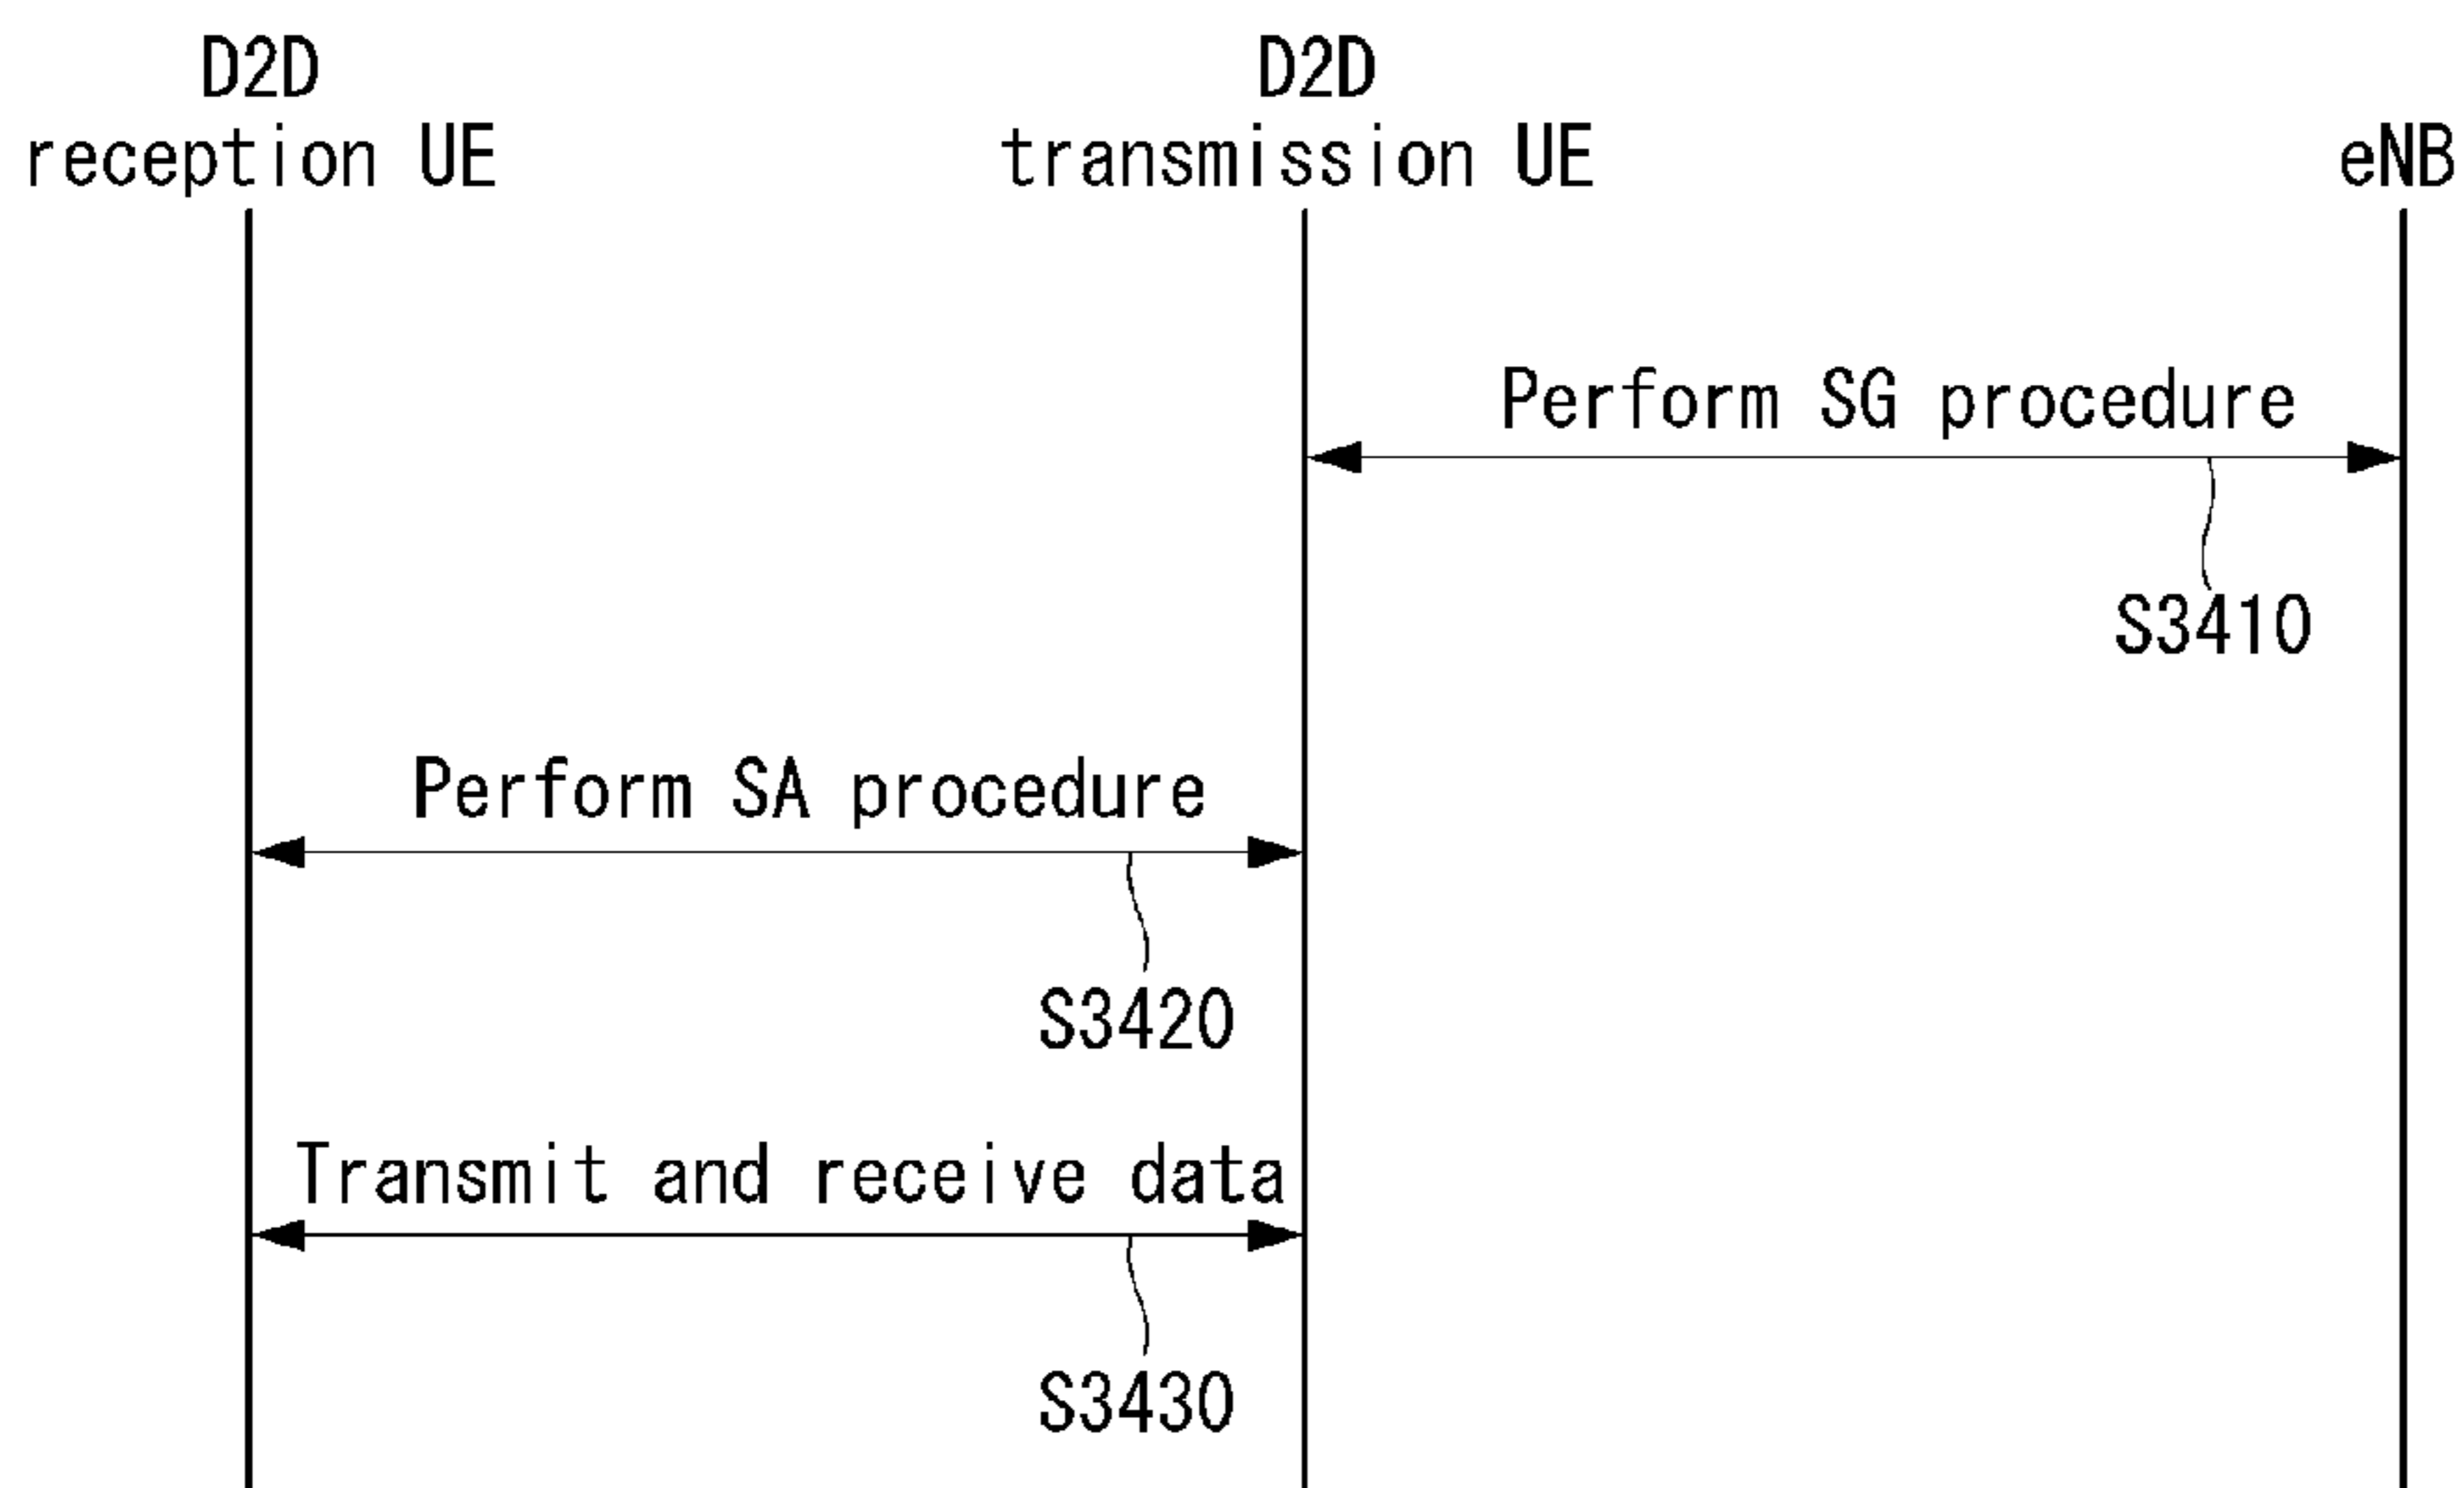 D2D
reception UE
D2D
transmission UE
eNB
Perform SG procedure
S3410
Perform SA procedure
S3420
Transmit and receive data
S3430